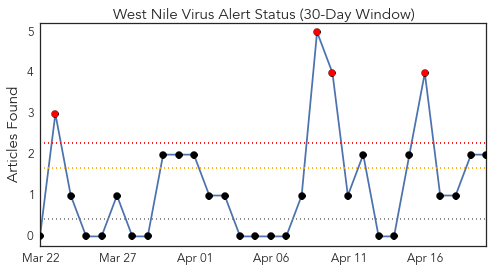 West Nile Virus Alert Status (30-Day Window)
Articles Found
5
4
3
2
1
0
Mar 22 Mar 27 Apr 01 Apr 06 Apr 11 Apr 16